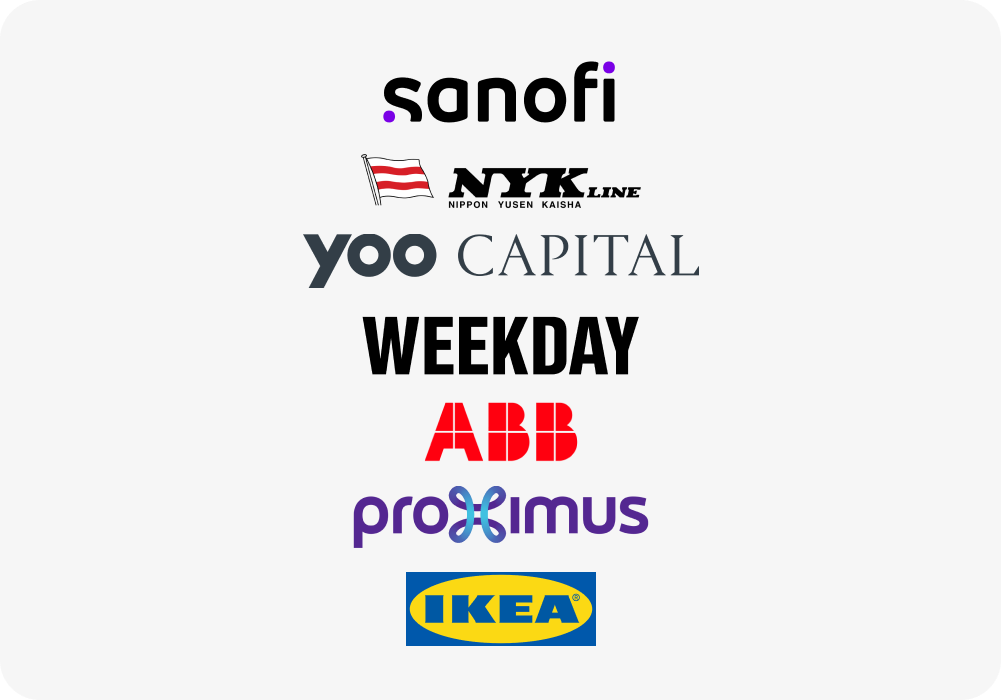 sanofi
NYK LINE
NIPPON YUSEN KAISHA
yoo CAPITAL
WEEKDAY
ABB
proximus
IKEA®